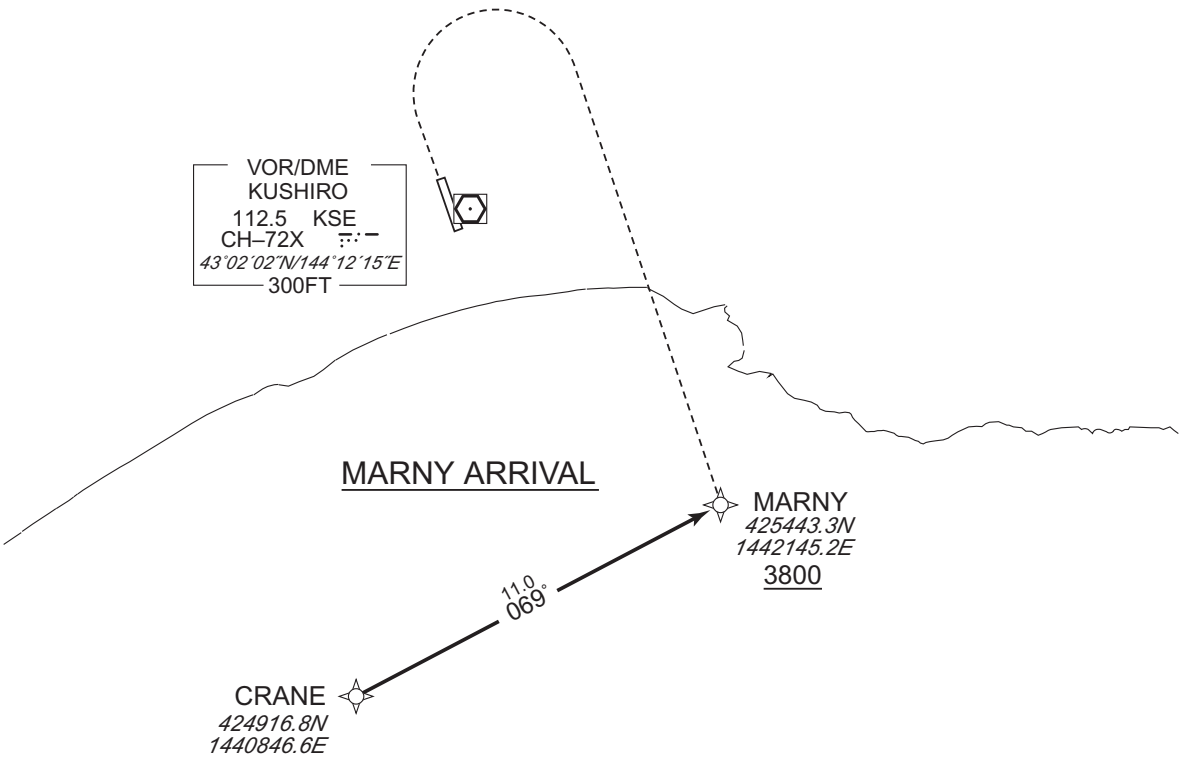 VOR/DME
KUSHIRO
112.5 KSE
CH–72X
43°02′02″N/144°12′15″E
300FT
MARNY ARRIVAL
MARNY
425443.3N
1442145.2E
3800
11.0
069°
CRANE
424916.8N
1440846.6E